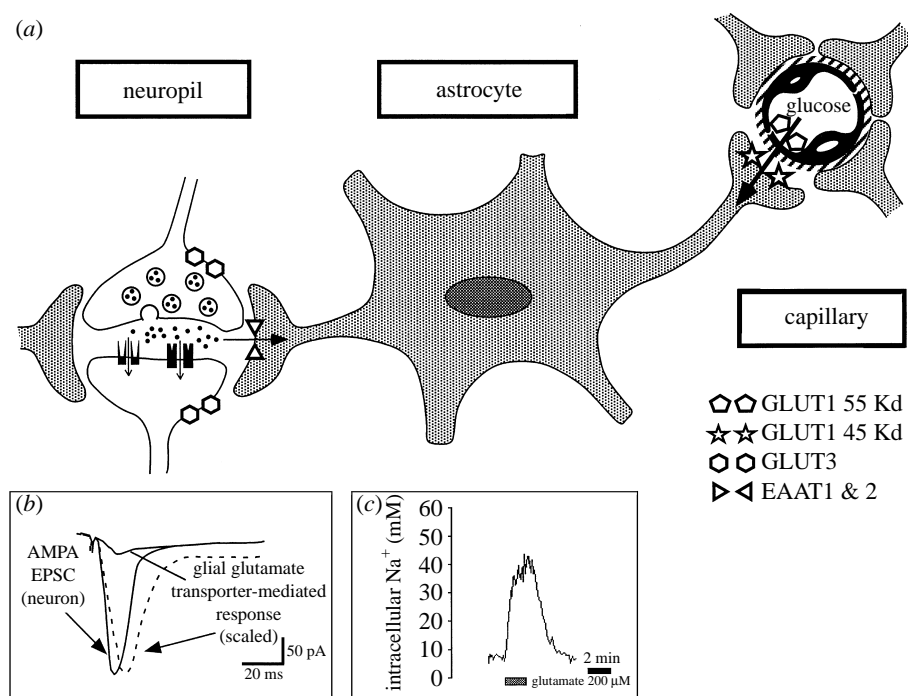 (a)
neuropil
astrocyte
glucose
capillary
GLUT1 55 Kd
GLUT1 45 Kd
GLUT3
EAAT1 & 2
(b)
AMPA
EPSC
(neuron)
glial glutamate
transporter-mediated
response
(scaled)
50 pA
20 ms
(c)
intracellular Na+ (mM)
60
50
40
30
20
10
0
2 min
glutamate 200 μM